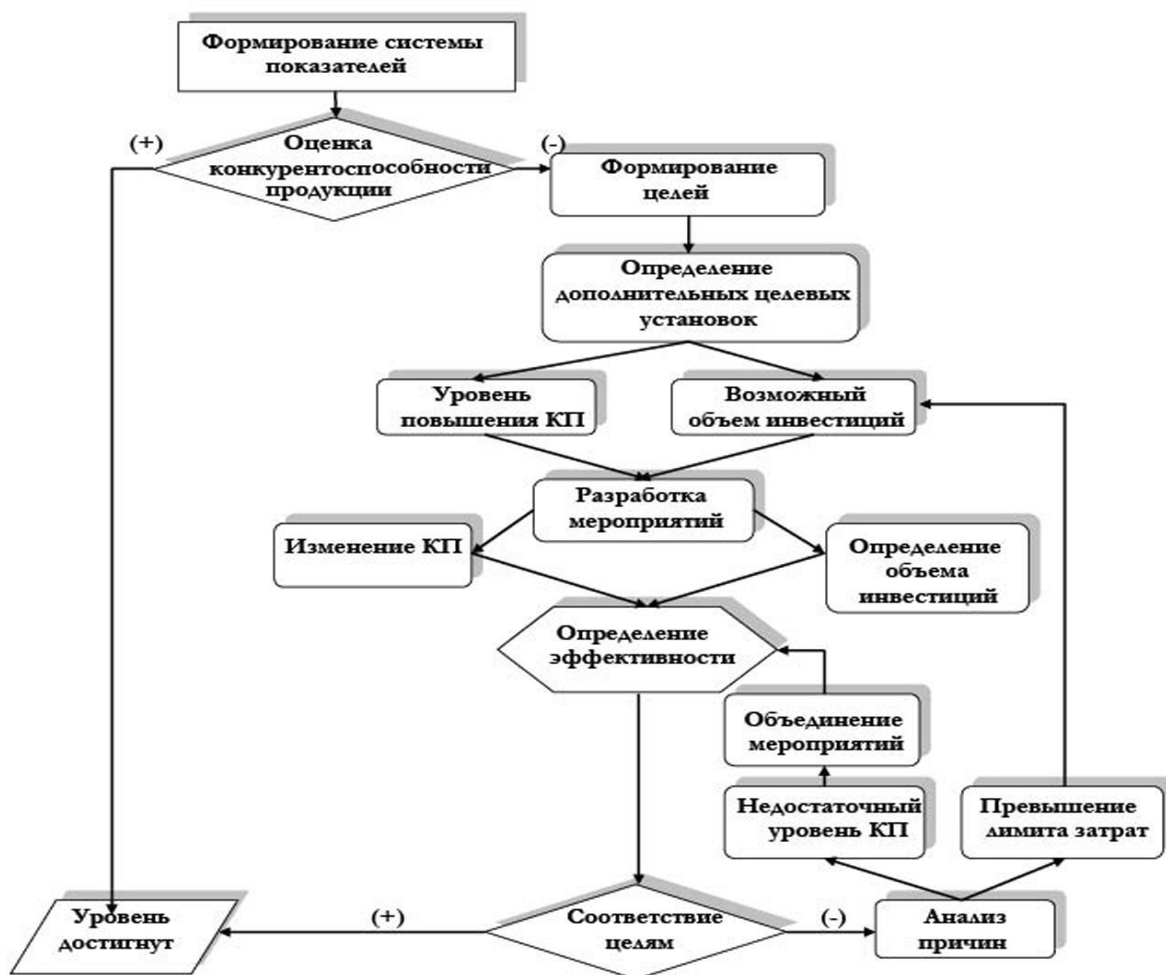 Формирование системы
показателей
(+)
(-)
Оценка
конкурентоспособности
продукции
Формирование
целей
Определение
дополнительных целевых
установок
Уровень
повышения КП
Возможный
объем инвестиций
Разработка
мероприятий
Изменение КП
Определение
объема
инвестиций
Определение
эффективности
Объединение
мероприятий
Недостаточный
уровень КП
Превышение
лимита затрат
Уровень
достигнут
(+)
Соответствие
целям
(-)
Анализ
причин